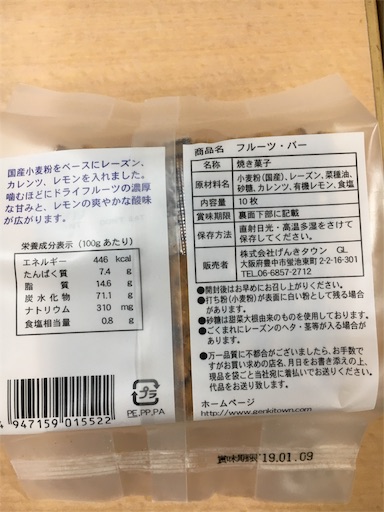 国産小麦粉をベースにレーズン、
カレンツ、レモンを入れました。
噛むほどにドライフルーツの濃厚
な甘みと、レモンの爽やかな酸味
が広がります。
栄養成分表示（100gあたり）
エネルギー 446 kcal
たんぱく質 7.4 g
脂 質 14.6 g
炭水化物 71.1 g
ナトリウム 310 mg
食塩相当量 0.8 g
4 947159 015522
プラ
PE,PP,PA
商品名 フルーツ・バー
名称 焼き菓子
原材料名 小麦粉(国産)、レーズン、菜種油、
砂糖、カレンツ、有機レモン、食塩
内容量 10枚
賞味期限 裏面下部に記載
保存方法 直射日光・高温多湿をさけて
保存してください。
販売者 株式会社げんきタウン GL
大阪府豊中市蛍池東町2-2-16-301
TEL.06-6857-2712
●開封後はお早めにお召し上がりください。
●打ち粉(小麦粉)が表面に白い粉として残る場合
があります。
●砂糖は甜菜大根由来のものを使用しております。
●ごくまれにレーズンのヘタ・茎等が入る場合が
あります。
●万一品質に不都合がございましたら、お手数で
すがお買い求めの店名、月日をお書き添えの上、
現品を袋ごと当社宛に着払いでお送りください。
代品をお送り致します。
ホームページ
http://www.genkitown.com/
賞味期限 19.01.09